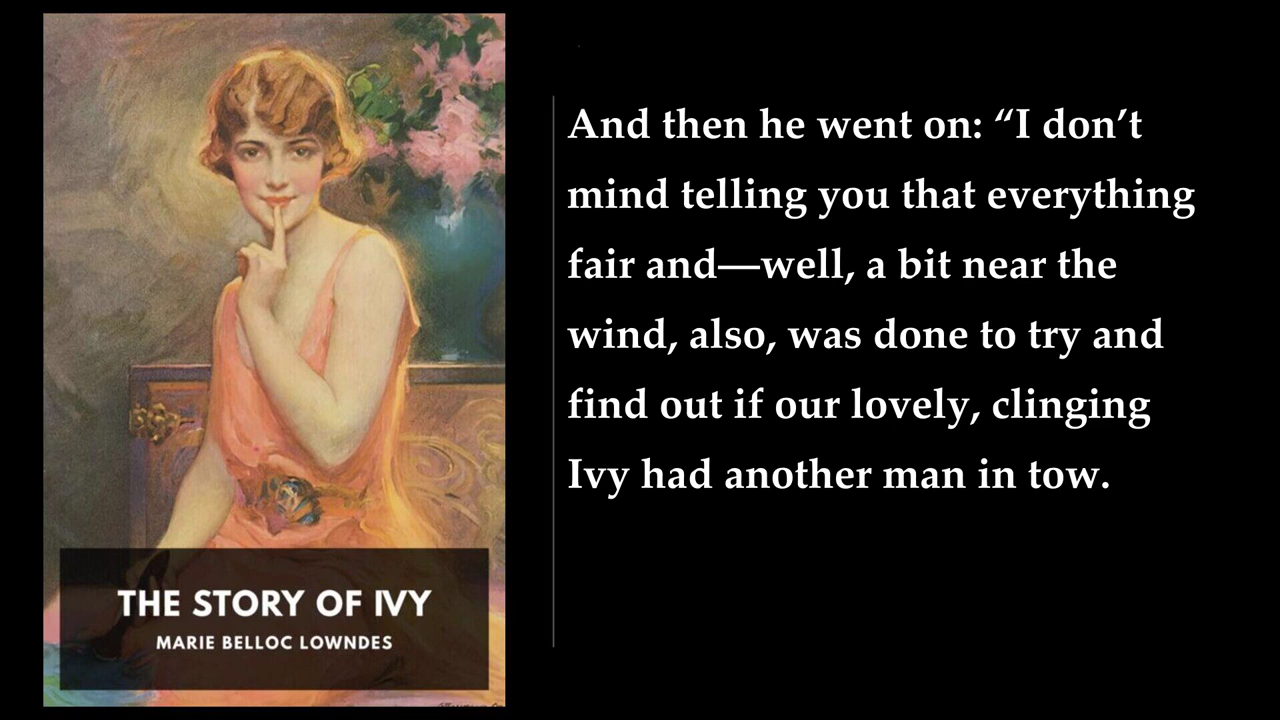 And then he went on: “I don’t
mind telling you that everything
fair and—well, a bit near the
wind, also, was done to try and
find out if our lovely, clinging
Ivy had another man in tow.
THE STORY OF IVY
MARIE BELLOC LOWNDES